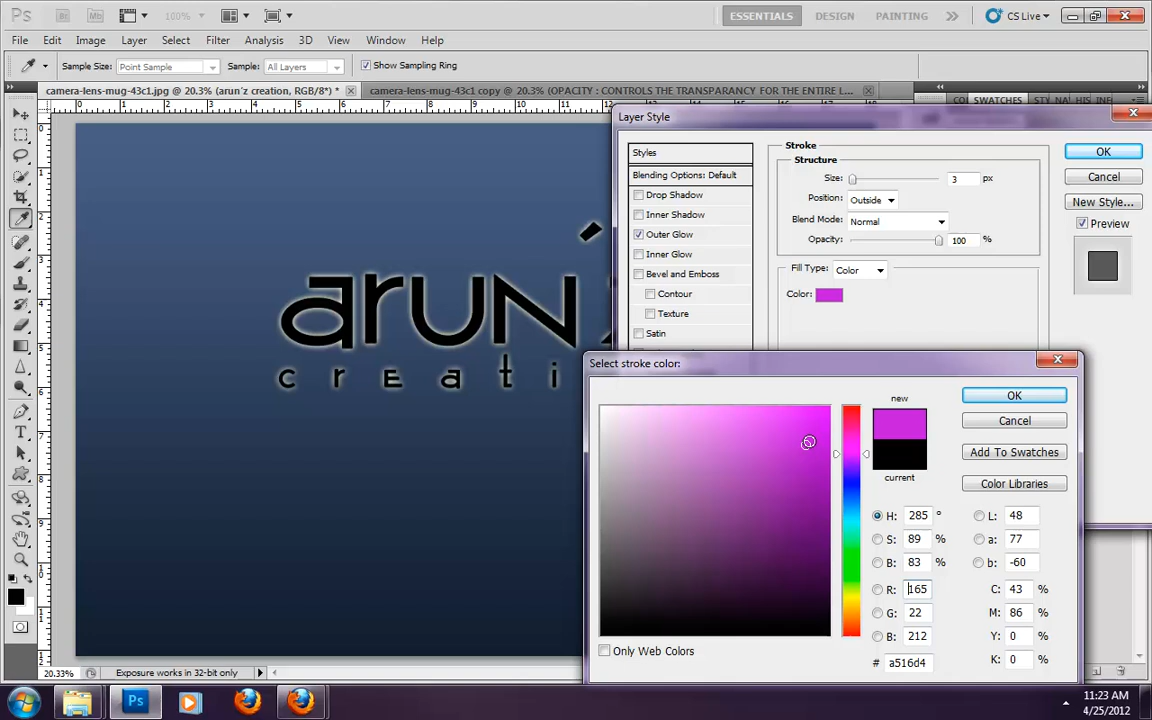 Ps Br Mb 100% ESSENTIALS DESIGN PAINTING CS Live
File Edit Image Layer Select Filter Analysis 3D View Window Help
Sample Size: Point Sample Sample: All Layers Show Sampling Ring
camera-lens-mug-43c1.jpg @ 20.3% (arun'z creation, RGB/8*) * camera-lens-mug-43c1 copy @ 20.3% (OPACITY : CONTROLS THE TRANSPARANCY FOR THE ENTIRE L...
SWATCHES
Layer Style
Styles
Blending Options: Default
Drop Shadow
Inner Shadow
Outer Glow
Inner Glow
Bevel and Emboss
Contour
Texture
Satin
Stroke
Structure
Size: 3 px
Position: Outside
Blend Mode: Normal
Opacity: 100 %
Fill Type: Color
Color:
OK
Cancel
New Style...
Preview
arun'
creati
Select stroke color:
new
current
OK
Cancel
Add To Swatches
Color Libraries
H: 285 ° L: 48
S: 89 % a: 77
B: 83 % b: -60
R: 165 C: 43 %
G: 22 M: 86 %
B: 212 Y: 0 %
# a516d4 K: 0 %
Only Web Colors
20.33% Exposure works in 32-bit only
Ps
11:23 AM
4/25/2012